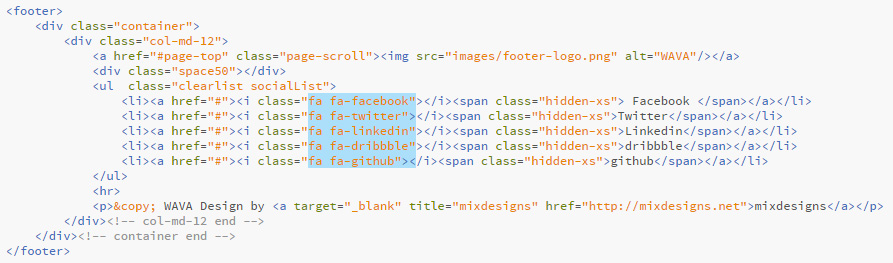 <footer>
    <div class="container">
        <div class="col-md-12">
            <a href="#page-top" class="page-scroll"><img src="images/footer-logo.png" alt="WAVA"/></a>
            <div class="space50"></div>
            <ul  class="clearlist socialList">
                <li><a href="#"><i class="fa fa-facebook"></i><span class="hidden-xs"> Facebook </span></a></li>
                <li><a href="#"><i class="fa fa-twitter"></i><span class="hidden-xs">Twitter</span></a></li>
                <li><a href="#"><i class="fa fa-linkedin"></i><span class="hidden-xs">Linkedin</span></a></li>
                <li><a href="#"><i class="fa fa-dribbble"></i><span class="hidden-xs">dribbble</span></a></li>
                <li><a href="#"><i class="fa fa-github"></i><span class="hidden-xs">github</span></a></li>
            </ul>
            <hr>
            <p>&copy; WAVA Design by <a target="_blank" title="mixdesigns" href="http://mixdesigns.net">mixdesigns</a></p>
        </div><!-- col-md-12 end -->
    </div><!-- container end -->
</footer>